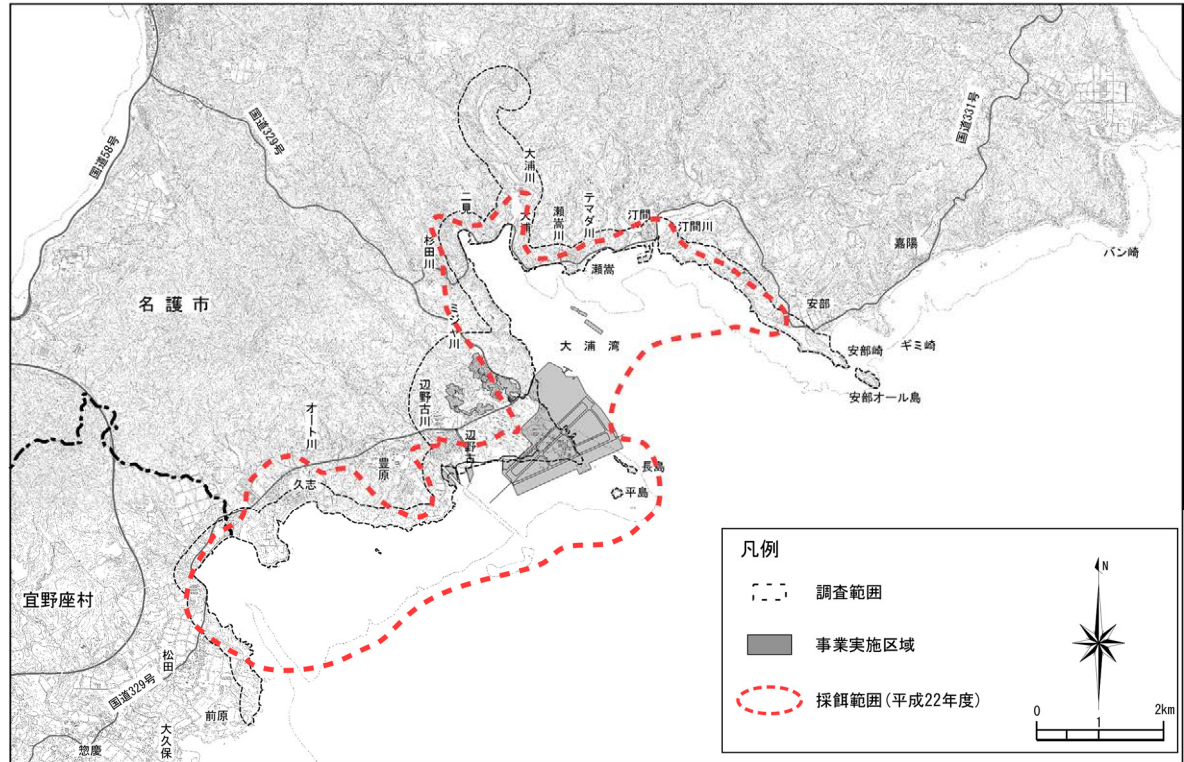 国道58号
国道329号
国道331号
大浦川
二見
大浦
瀬嵩川
テマダ川
汀間
汀間川
杉田川
瀬嵩
嘉陽
バン崎
名護市
安部
ミジャ川
大浦湾
安部崎
ギミ崎
安部オール島
辺野古川
オート川
辺野古
豊原
久志
長島
平島
宜野座村
松田
国道329号
前原
大久保
惣慶
凡例
調査範囲
事業実施区域
採餌範囲(平成22年度)
N
0 1 2km